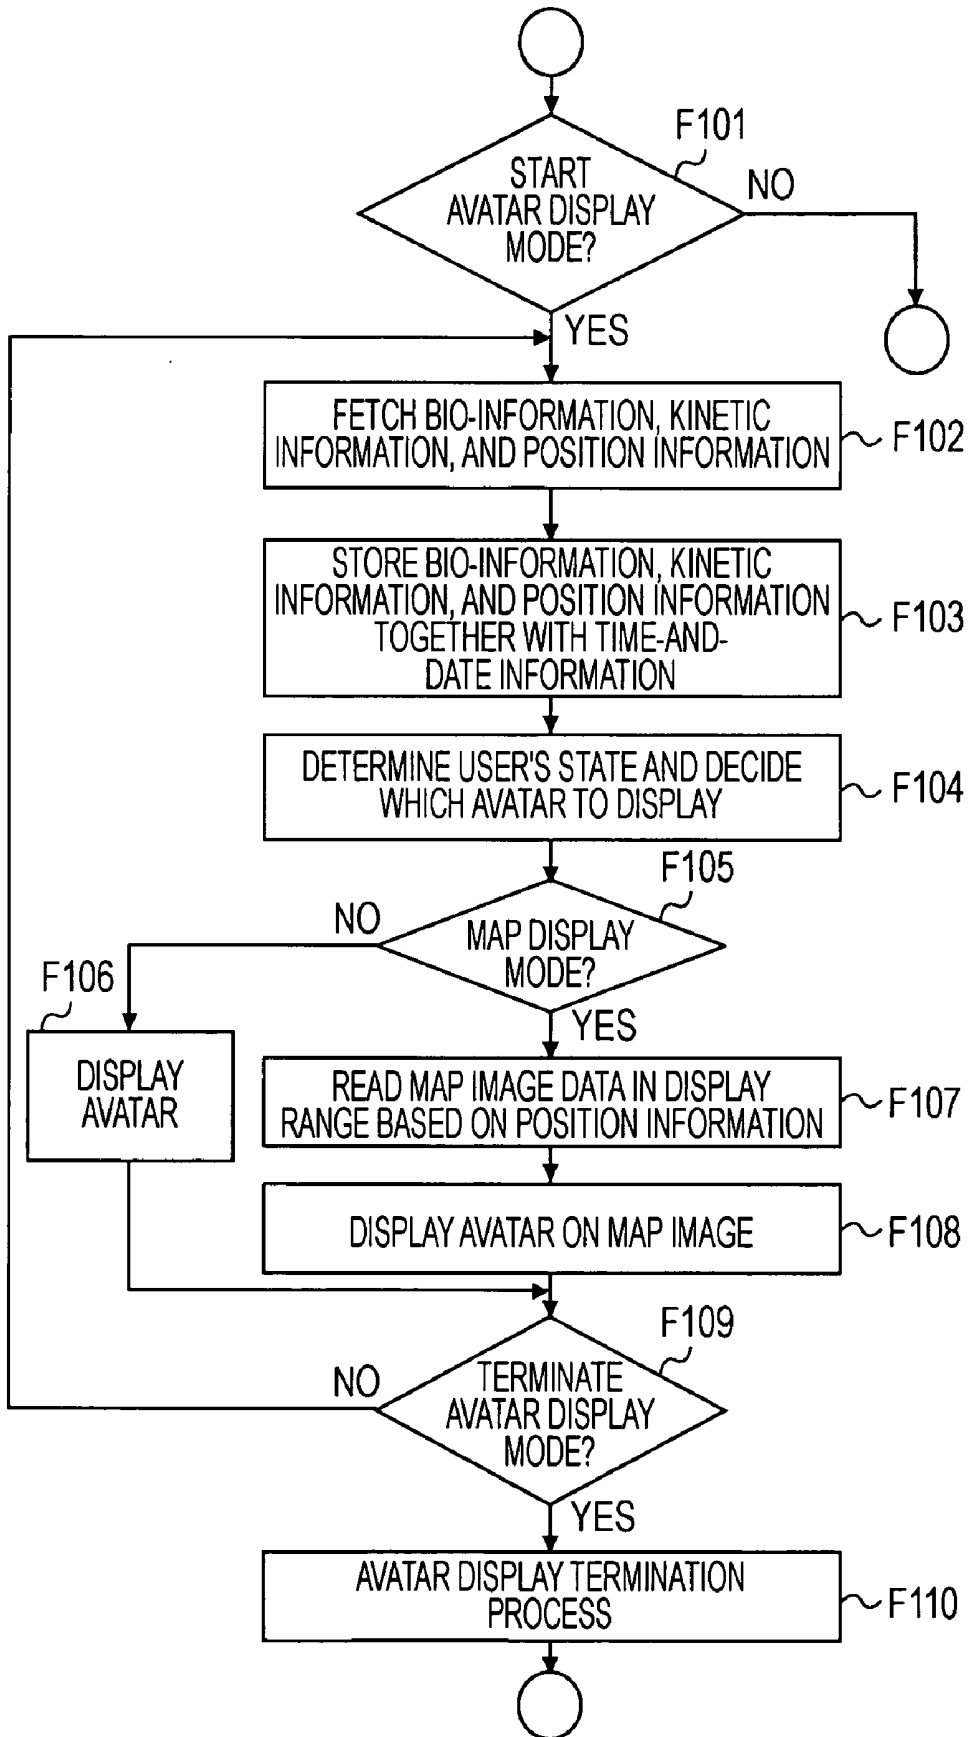 F101
START
AVATAR DISPLAY
MODE?
NO
YES
FETCH BIO-INFORMATION, KINETIC
INFORMATION, AND POSITION INFORMATION
F102
STORE BIO-INFORMATION, KINETIC
INFORMATION, AND POSITION INFORMATION
TOGETHER WITH TIME-AND-
DATE INFORMATION
F103
DETERMINE USER'S STATE AND DECIDE
WHICH AVATAR TO DISPLAY
F104
F105
NO
MAP DISPLAY
MODE?
YES
F106
DISPLAY
AVATAR
READ MAP IMAGE DATA IN DISPLAY
RANGE BASED ON POSITION INFORMATION
F107
DISPLAY AVATAR ON MAP IMAGE
F108
F109
NO
TERMINATE
AVATAR DISPLAY
MODE?
YES
AVATAR DISPLAY TERMINATION
PROCESS
F110